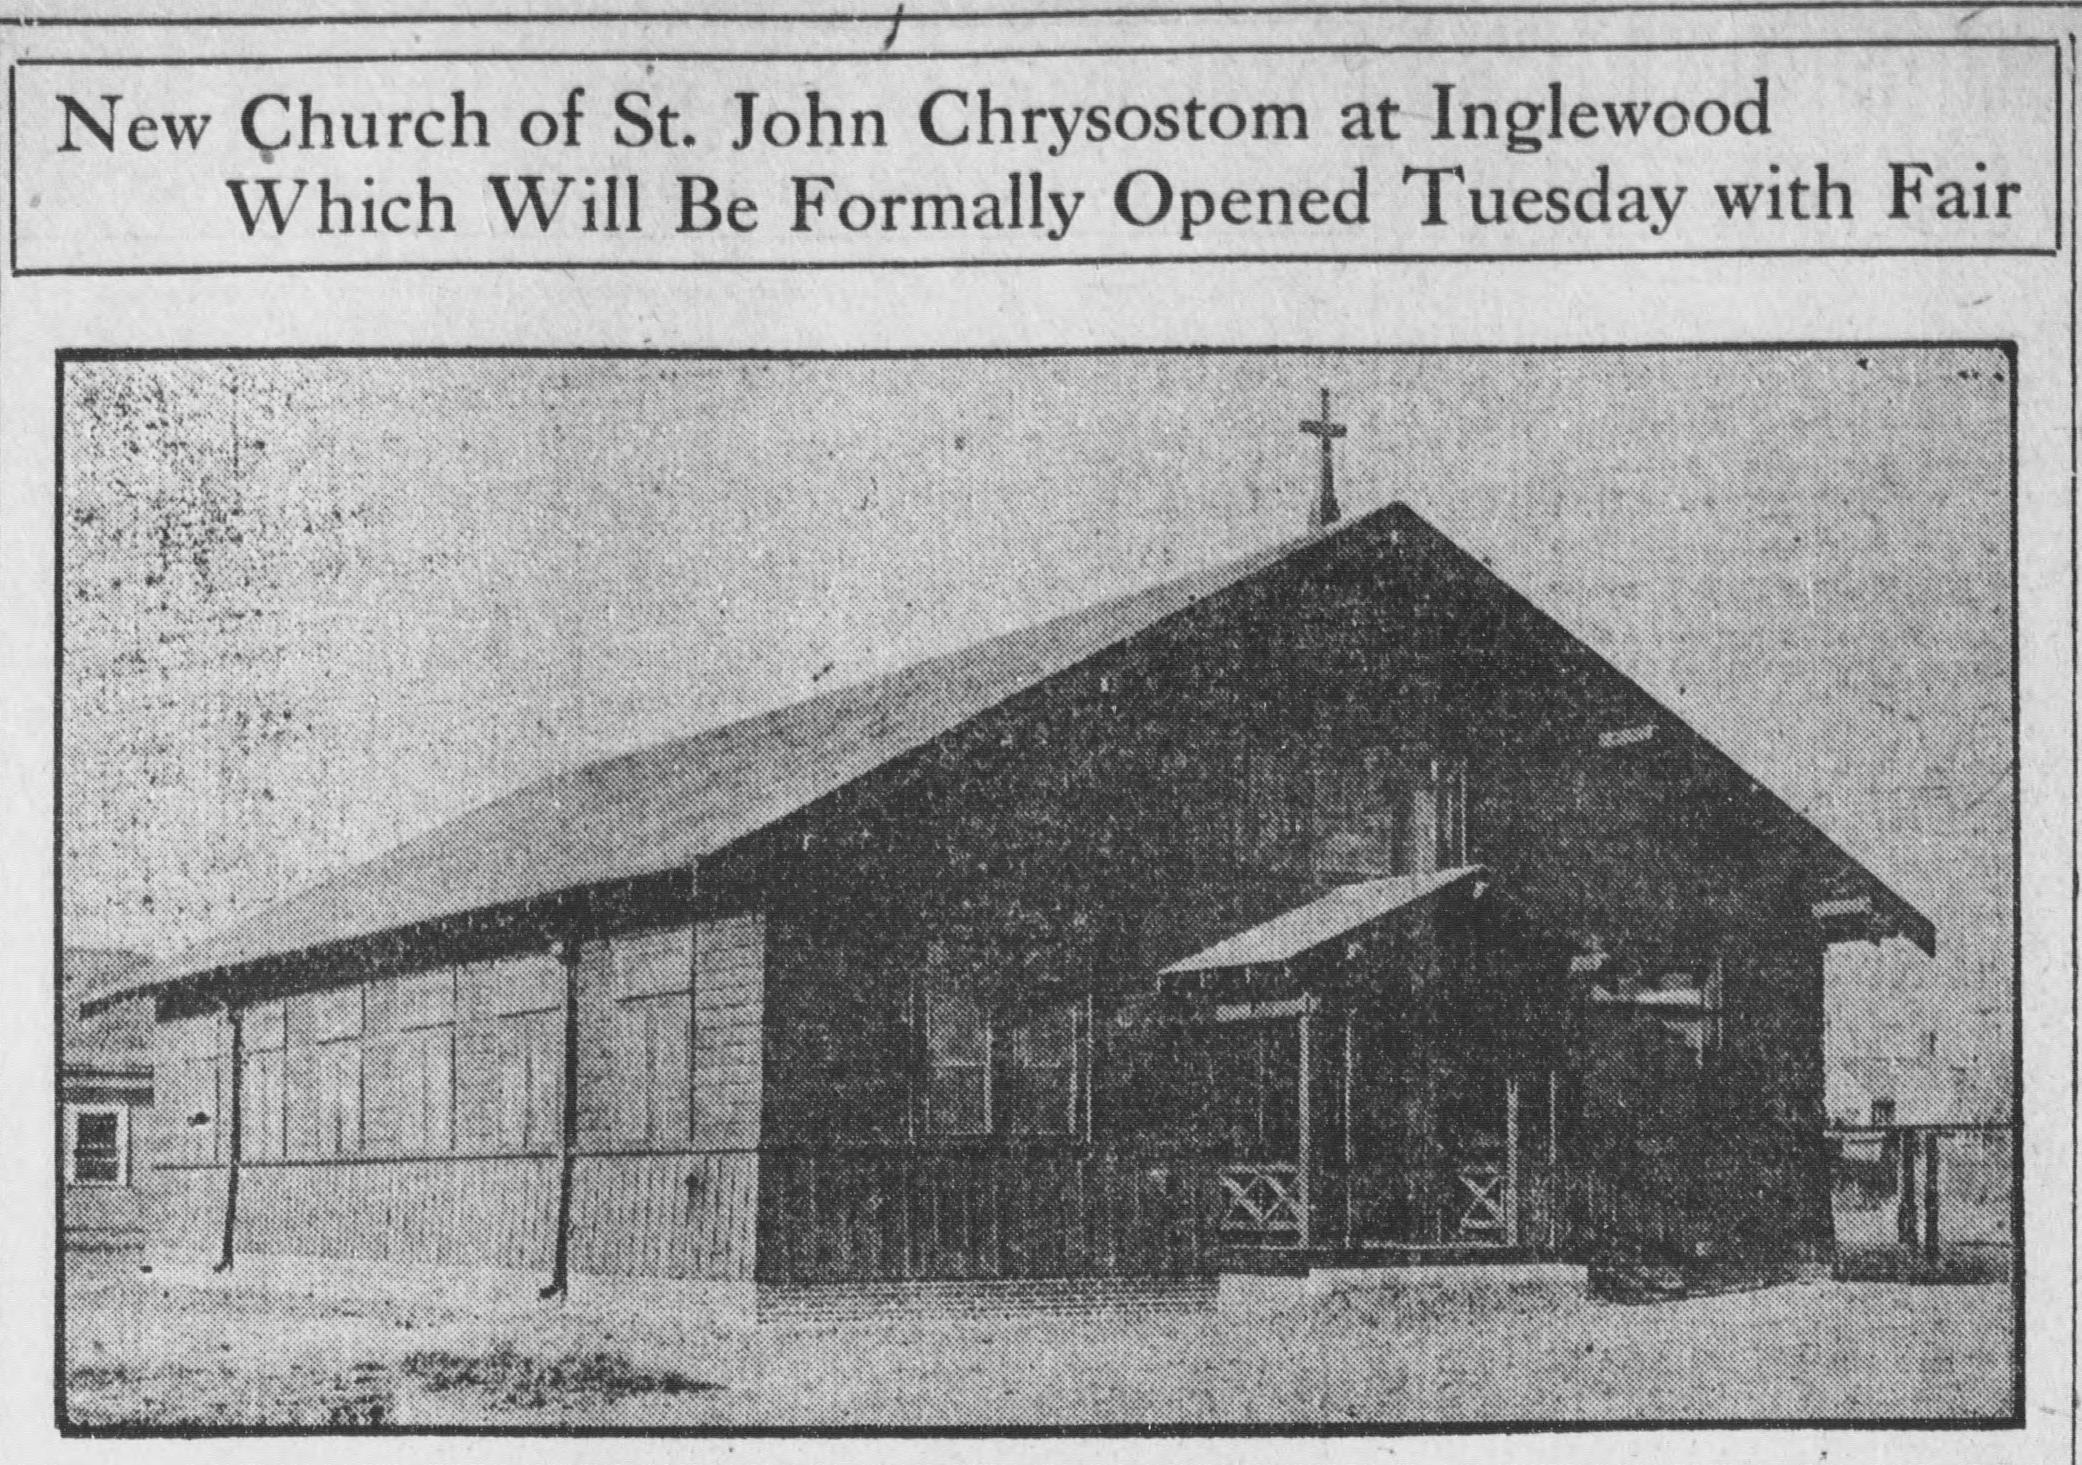 New Church of St. John Chrysostom at Inglewood
Which Will Be Formally Opened Tuesday with Fair